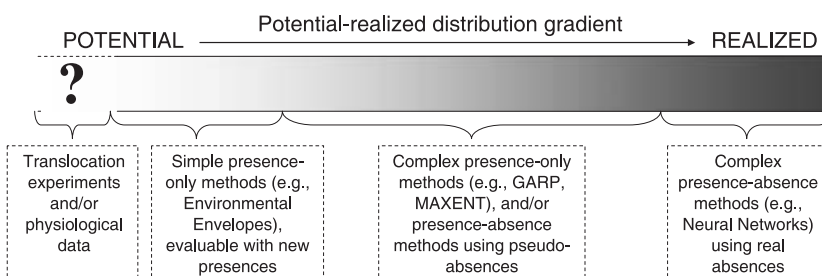 Potential-realized distribution gradient
POTENTIAL
REALIZED
?
Translocation
experiments
and/or
physiological
data
Simple presence-
only methods (e.g.,
Environmental
Envelopes),
evaluable with new
presences
Complex presence-only
methods (e.g., GARP,
MAXENT), and/or
presence-absence
methods using pseudo-
absences
Complex
presence-absence
methods (e.g.,
Neural Networks)
using real
absences